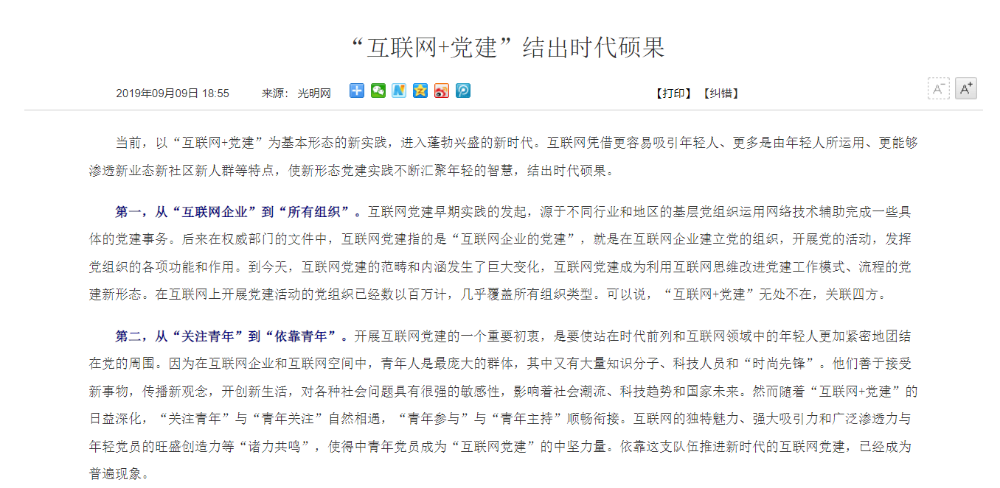 “互联网+党建”结出时代硕果
2019年09月09日 18:55 来源： 光明网 【打印】 【纠错】 A- A+
当前，以“互联网+党建”为基本形态的新实践，进入蓬勃兴盛的新时代。互联网凭借更容易吸引年轻人、更多是由年轻人所运用、更能够
渗透新业态新社区新人群等特点，使新形态党建实践不断汇聚年轻的智慧，结出时代硕果。
第一，从“互联网企业”到“所有组织”。互联网党建早期实践的发起，源于不同行业和地区的基层党组织运用网络技术辅助完成一些具
体的党建事务。后来在权威部门的文件中，互联网党建指的是“互联网企业的党建”，就是在互联网企业建立党的组织，开展党的活动，发挥
党组织的各项功能和作用。到今天，互联网党建的范畴和内涵发生了巨大变化，互联网党建成为利用互联网思维改进党建工作模式、流程的党
建新形态。在互联网上开展党建活动的党组织已经数以百万计，几乎覆盖所有组织类型。可以说，“互联网+党建”无处不在，关联四方。
第二，从“关注青年”到“依靠青年”。开展互联网党建的一个重要初衷，是要使站在时代前列和互联网领域中的年轻人更加紧密地团结
在党的周围。因为在互联网企业和互联网空间中，青年人是最庞大的群体，其中又有大量知识分子、科技人员和“时尚先锋”。他们善于接受
新事物，传播新观念，开创新生活，对各种社会问题具有很强的敏感性，影响着社会潮流、科技趋势和国家未来。然而随着“互联网+党建”的
日益深化，“关注青年”与“青年关注”自然相遇，“青年参与”与“青年主持”顺畅衔接。互联网的独特魅力、强大吸引力和广泛渗透力与
年轻党员的旺盛创造力等“诸力共鸣”，使得中青年党员成为“互联网党建”的中坚力量。依靠这支队伍推进新时代的互联网党建，已经成为
普遍现象。